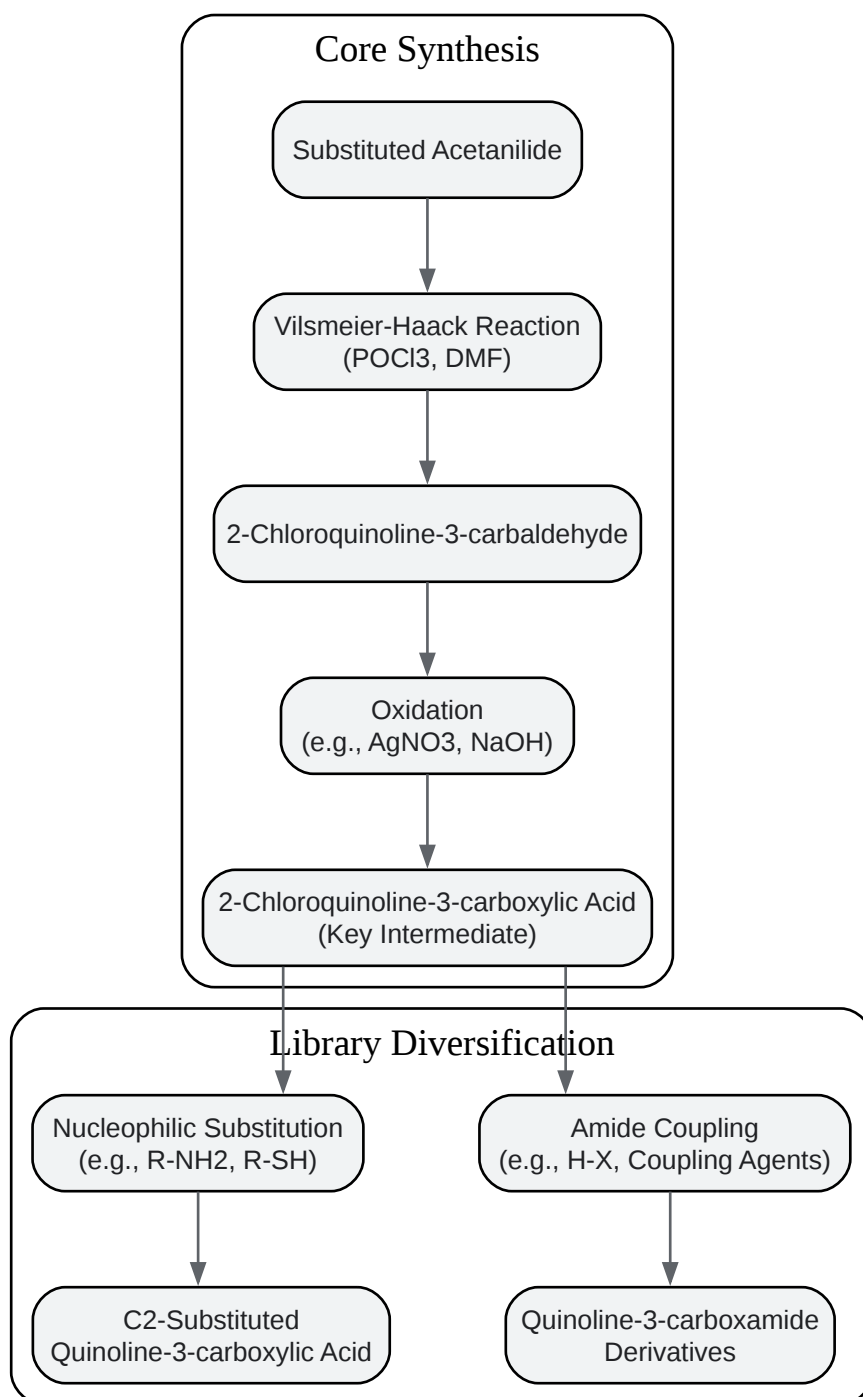 Core Synthesis
Substituted Acetanilide
Vilsmeier-Haack Reaction
(POCl3, DMF)
2-Chloroquinoline-3-carbaldehyde
Oxidation
(e.g., AgNO3, NaOH)
2-Chloroquinoline-3-carboxylic Acid
(Key Intermediate)
Library Diversification
Nucleophilic Substitution
(e.g., R-NH2, R-SH)
Amide Coupling
(e.g., H-X, Coupling Agents)
C2-Substituted
Quinoline-3-carboxylic Acid
Quinoline-3-carboxamide
Derivatives